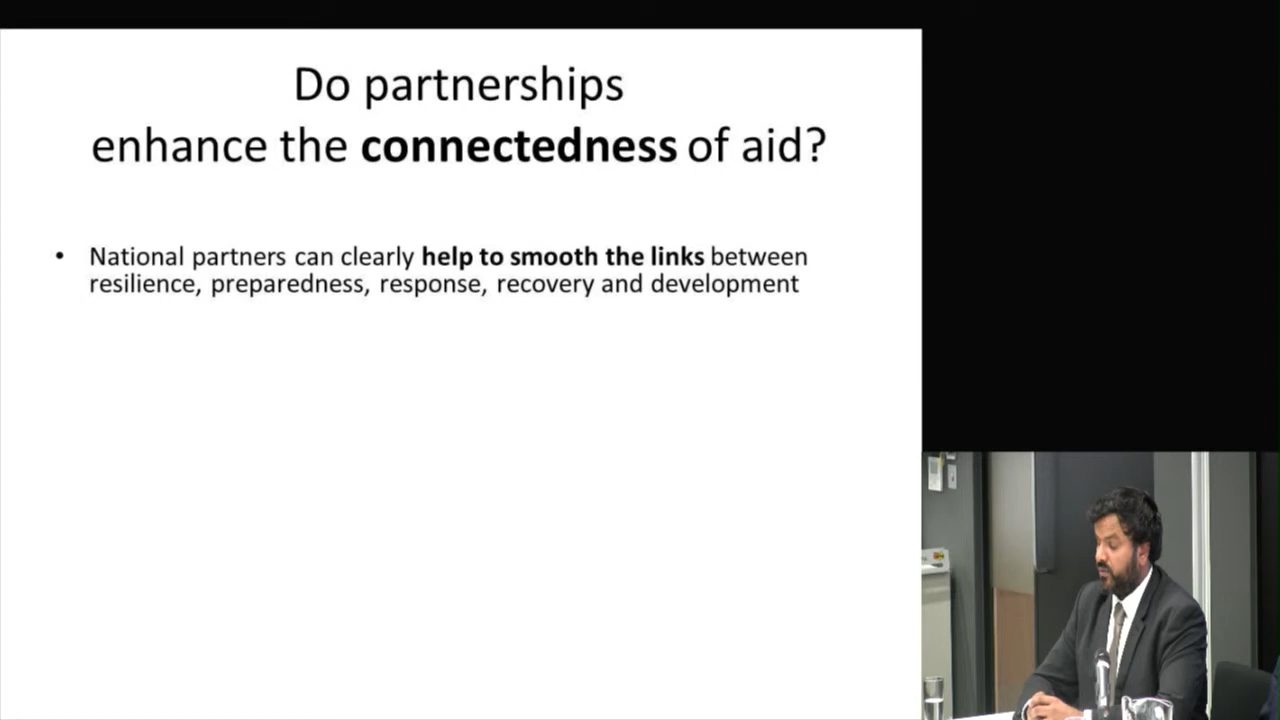 Do partnerships
enhance the connectedness of aid?
• National partners can clearly help to smooth the links between
resilience, preparedness, response, recovery and development